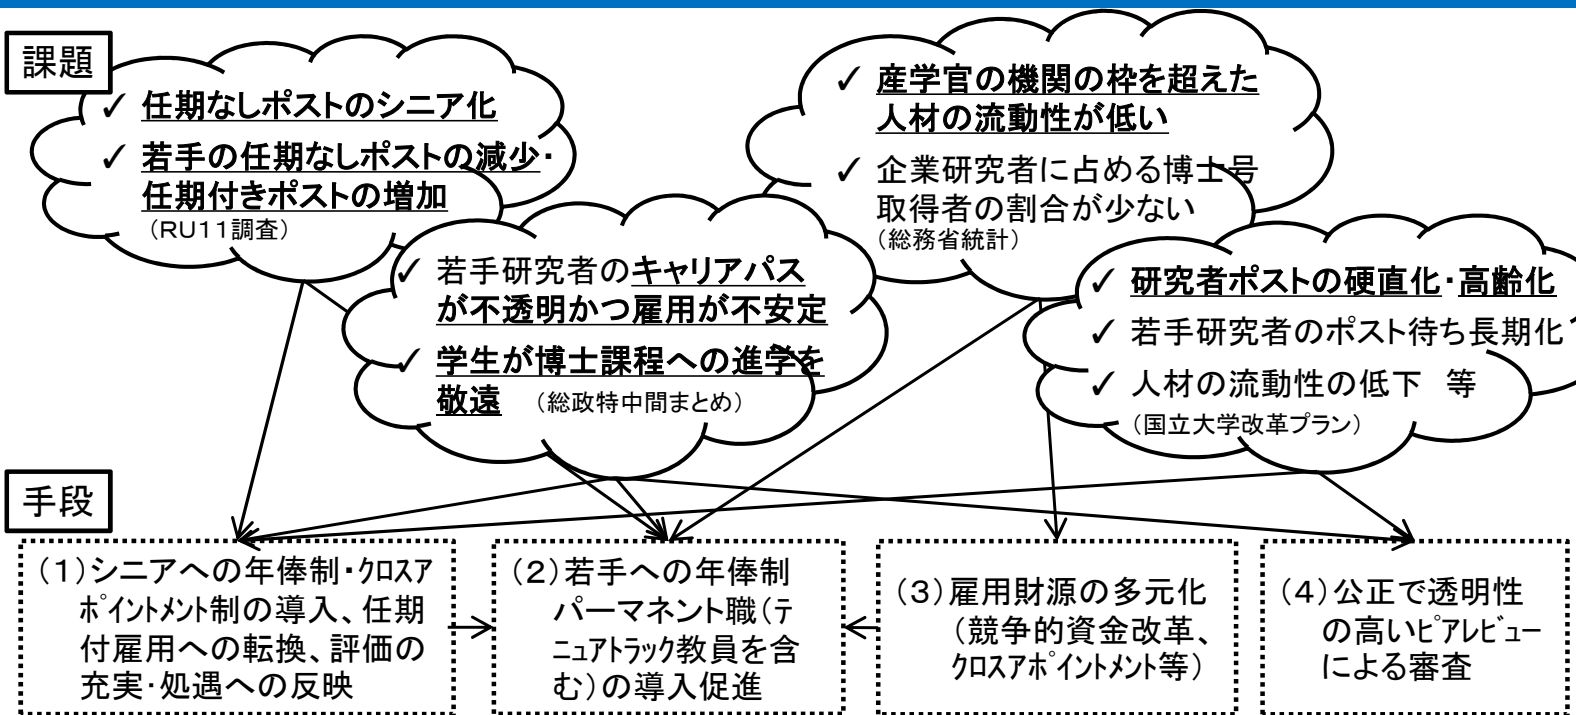 課題
✓ 任期なしポストのシニア化
✓ 若手の任期なしポストの減少・
任期付きポストの増加
（RU11調査）
✓ 産学官の機関の枠を超えた
人材の流動性が低い
✓ 企業研究者に占める博士号
取得者の割合が少ない
（総務省統計）
✓ 若手研究者のキャリアパス
が不透明かつ雇用が不安定
✓ 学生が博士課程への進学を
敬遠 （総政特中間まとめ）
✓ 研究者ポストの硬直化・高齢化
✓ 若手研究者のポスト待ち長期化
✓ 人材の流動性の低下 等
（国立大学改革プラン）
手段
（1）シニアへの年俸制・ｸﾛｽｱ
ﾎﾟｲﾝﾄﾒﾝﾄ制の導入、任期
付雇用への転換、評価の
充実・処遇への反映
（2）若手への年俸制
パーマネント職（テ
ﾆｭｱﾄﾗｯｸ教員を含
む）の導入促進
（3）雇用財源の多元化
（競争的資金改革、
ｸﾛｽｱﾎﾟｲﾝﾄﾒﾝﾄ等）
（4）公正で透明性
の高いﾋﾟｱﾚﾋﾞｭｰ
による審査